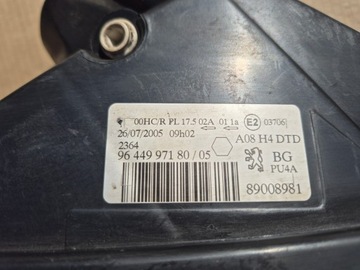 00HC/R PL 17.5 02A 01 1a E2 03706
26/07/2005 09h02 A08 H4 DTD
2364 BG
96 449 971 80 / 05 PU4A
89008981